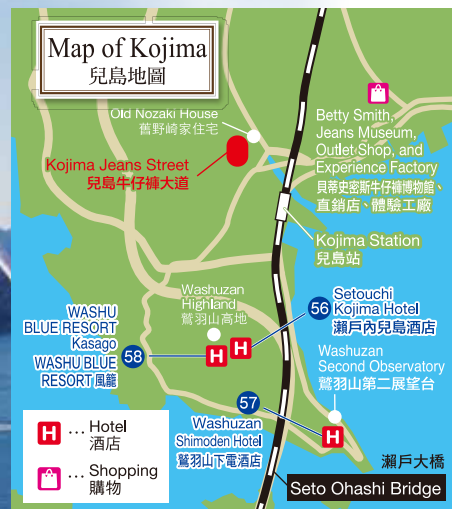 Map of Kojima
兒島地圖
Old Nozaki House
舊野崎家住宅
Kojima Jeans Street
兒島牛仔褲大道
Betty Smith,
Jeans Museum,
Outlet Shop, and
Experience Factory
貝蒂史密斯牛仔褲博物館、
直銷店、體驗工廠
Kojima Station
兒島站
Washuzan
Highland
鷲羽山高地
56
Setouchi
Kojima Hotel
瀨戶內兒島酒店
WASHU
BLUE RESORT
Kasago
WASHU BLUE
RESORT 風籠
58
H
H
Washuzan
Second Observatory
鷲羽山第二展望台
57
Washuzan
Shimoden Hotel
鷲羽山下電酒店
H
H … Hotel
酒店
… Shopping
購物
瀨戶大橋
Seto Ohashi Bridge